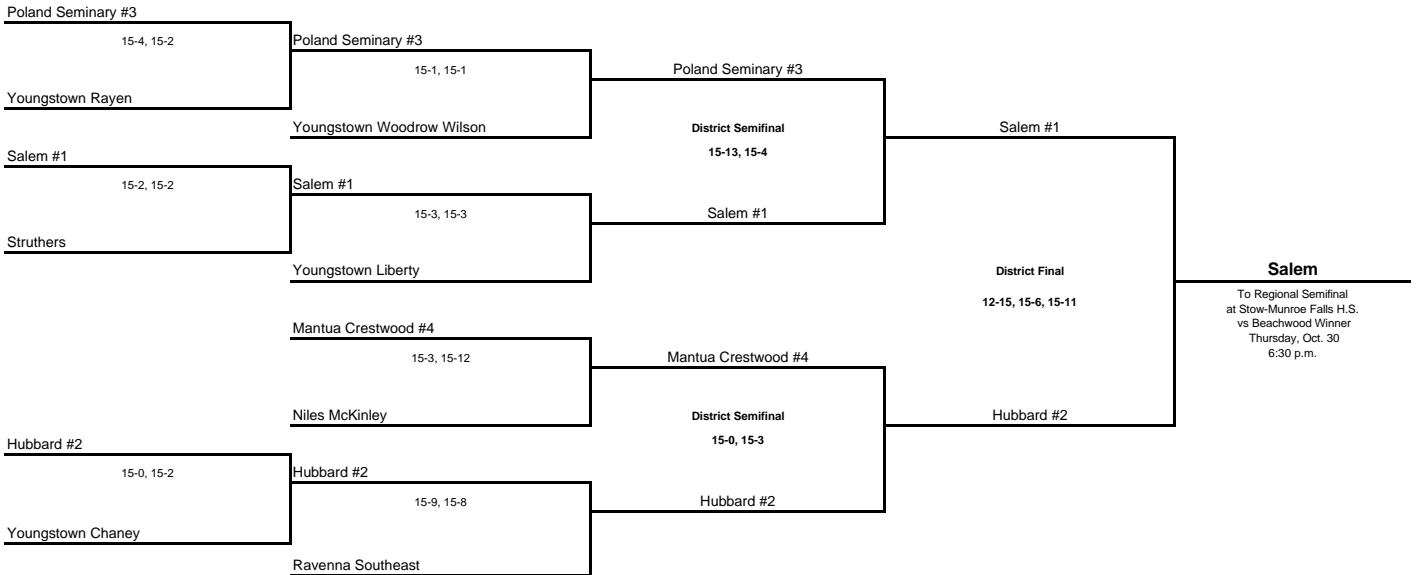 Poland Seminary #3
15-4, 15-2
Youngstown Rayen
Salem #1
15-2, 15-2
Struthers
Hubbard #2
15-0, 15-2
Youngstown Chaney
Poland Seminary #3
15-1, 15-1
Youngstown Woodrow Wilson
Salem #1
15-3, 15-3
Youngstown Liberty
Mantua Crestwood #4
15-3, 15-12
Niles McKinley
Hubbard #2
15-9, 15-8
Ravenna Southeast
Poland Seminary #3
District Semifinal
15-13, 15-4
Salem #1
Mantua Crestwood #4
District Semifinal
15-0, 15-3
Hubbard #2
Salem #1
District Final
12-15, 15-6, 15-11
Hubbard #2
Salem
To Regional Semifinal
at Stow-Munroe Falls H.S.
vs Beachwood Winner
Thursday, Oct. 30
6:30 p.m.